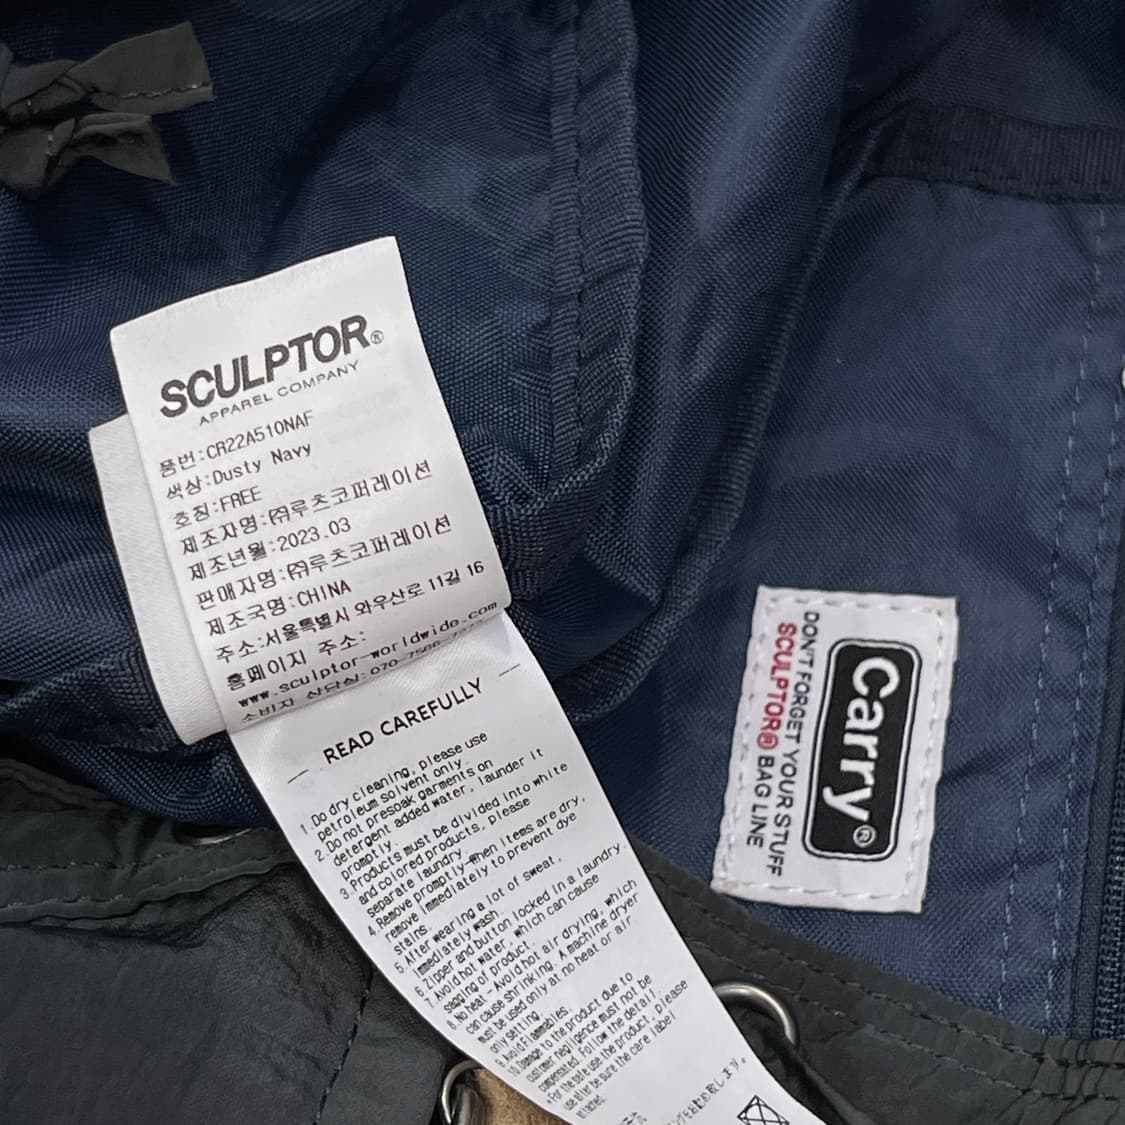 SCULPTOR®
APPAREL COMPANY
품번:CR22A510NAF
색상:Dusty Navy
호칭:FREE
제조자명:㈜루츠코퍼레이션
제조년월:2023.03
판매자명:㈜루츠코퍼레이션
제조국명:CHINA
주소:서울특별시 와우산로 11길 16
홈페이지 주소:
www.sculptor-worldwide.com
소비자 상담실:
READ CAREFULLY
1.Do dry cleaning, please use
petroleum solvent only.
2.Do not presoak garments on
detergent added water, launder it
promptly.
3.Products must be divided into white
and colored products, please
separate laundry.
4.Remove promptly-When items are dry,
remove immediately to prevent dye
stains.
5.After wearing a lot of sweat,
immediately wash.
6.Zipper and button locked in a laundry
7.Avoid hot water, which can cause
sagging of product.
8.No heat- Avoid hot air drying, which
can cause shrinking. A machine dryer
must be used only at no heat or air
only setting.
9.Avoid Flammables.
10.Damage to the product due to
customer negligence must not be
compensated. Follow the detail.
*For the safe use the product, please
use after be sure the care label
attached.
Carry®
DON'T FORGET YOUR STUFF
SCULPTOR® BAG LINE